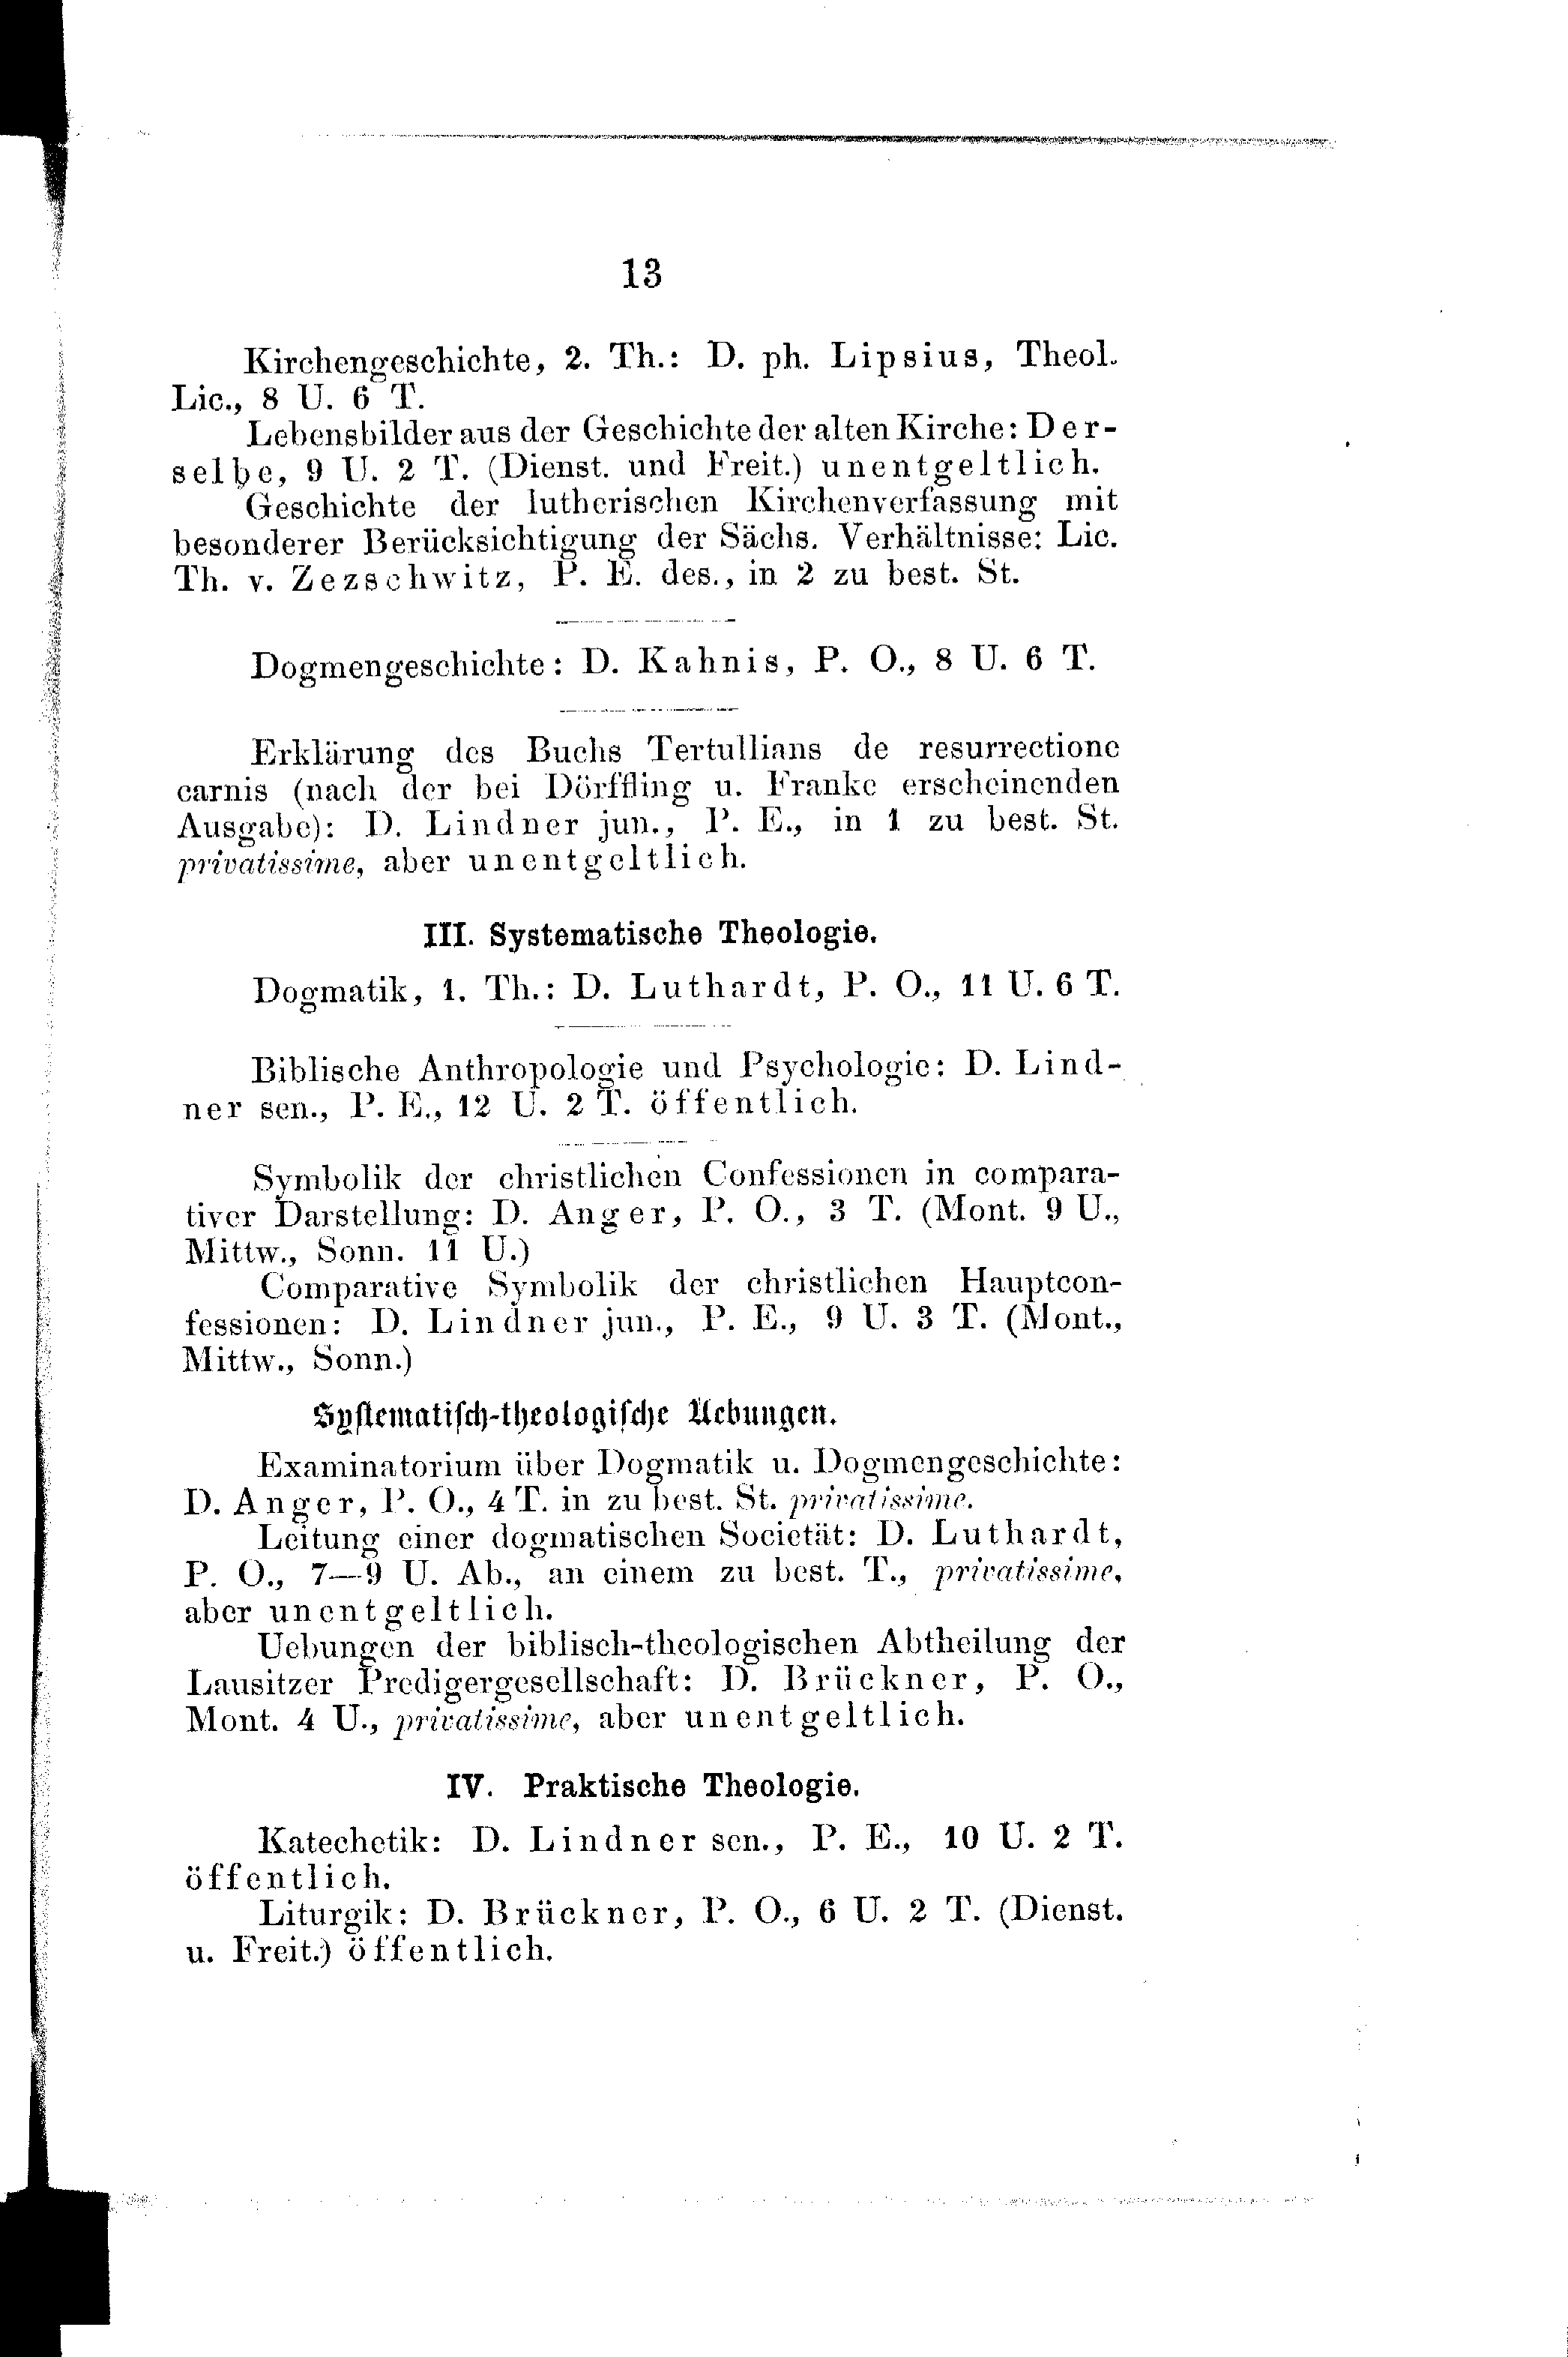 13
Kirchengeschichte, 2. Th.: D. ph. Lipsius, Theol.
Lic., 8 U. 6 T.
Lebensbilder aus der Geschichte der alten Kirche: Der-
selbe, 9 U. 2 T. (Dienst. und Freit.) unentgeltlich.
Geschichte der lutherischen Kirchenverfassung mit
besonderer Berücksichtigung der Sächs. Verhältnisse: Lic.
Th. v. Zezschwitz, P. E. des., in 2 zu best. St.
Dogmengeschichte: D. Kahnis, P. O., 8 U. 6 T.
Erklärung des Buchs Tertullians de resurrectione
carnis (nach der bei Dörffling u. Franke erscheinenden
Ausgabe): D. Lindner jun., P. E., in 1 zu best. St.
privatissime, aber unentgeltlich.
III. Systematische Theologie.
Dogmatik, 1. Th.: D. Luthardt, P. O., 11 U. 6 T.
Biblische Anthropologie und Psychologie: D. Lind-
ner sen., P. E., 12 U. 2 T. öffentlich.
Symbolik der christlichen Confessionen in compara-
tiver Darstellung: D. Anger, P. O., 3 T. (Mont. 9 U.,
Mittw., Sonn. 11 U.)
Comparative Symbolik der christlichen Hauptcon-
fessionen: D. Lindner jun., P. E., 9 U. 3 T. (Mont.,
Mittw., Sonn.)
Systematisch-theologische Uebungen.
Examinatorium über Dogmatik u. Dogmengeschichte:
D. Anger, P. O., 4 T. in zu best. St. privatissime.
Leitung einer dogmatischen Societät: D. Luthardt,
P. O., 7—9 U. Ab., an einem zu best. T., privatissime,
aber unentgeltlich.
Uebungen der biblisch-theologischen Abtheilung der
Lausitzer Predigergesellschaft: D. Brückner, P. O.,
Mont. 4 U., privatissime, aber unentgeltlich.
IV. Praktische Theologie.
Katechetik: D. Lindner sen., P. E., 10 U. 2 T.
öffentlich.
Liturgik: D. Brückner, P. O., 6 U. 2 T. (Dienst.
u. Freit.) öffentlich.